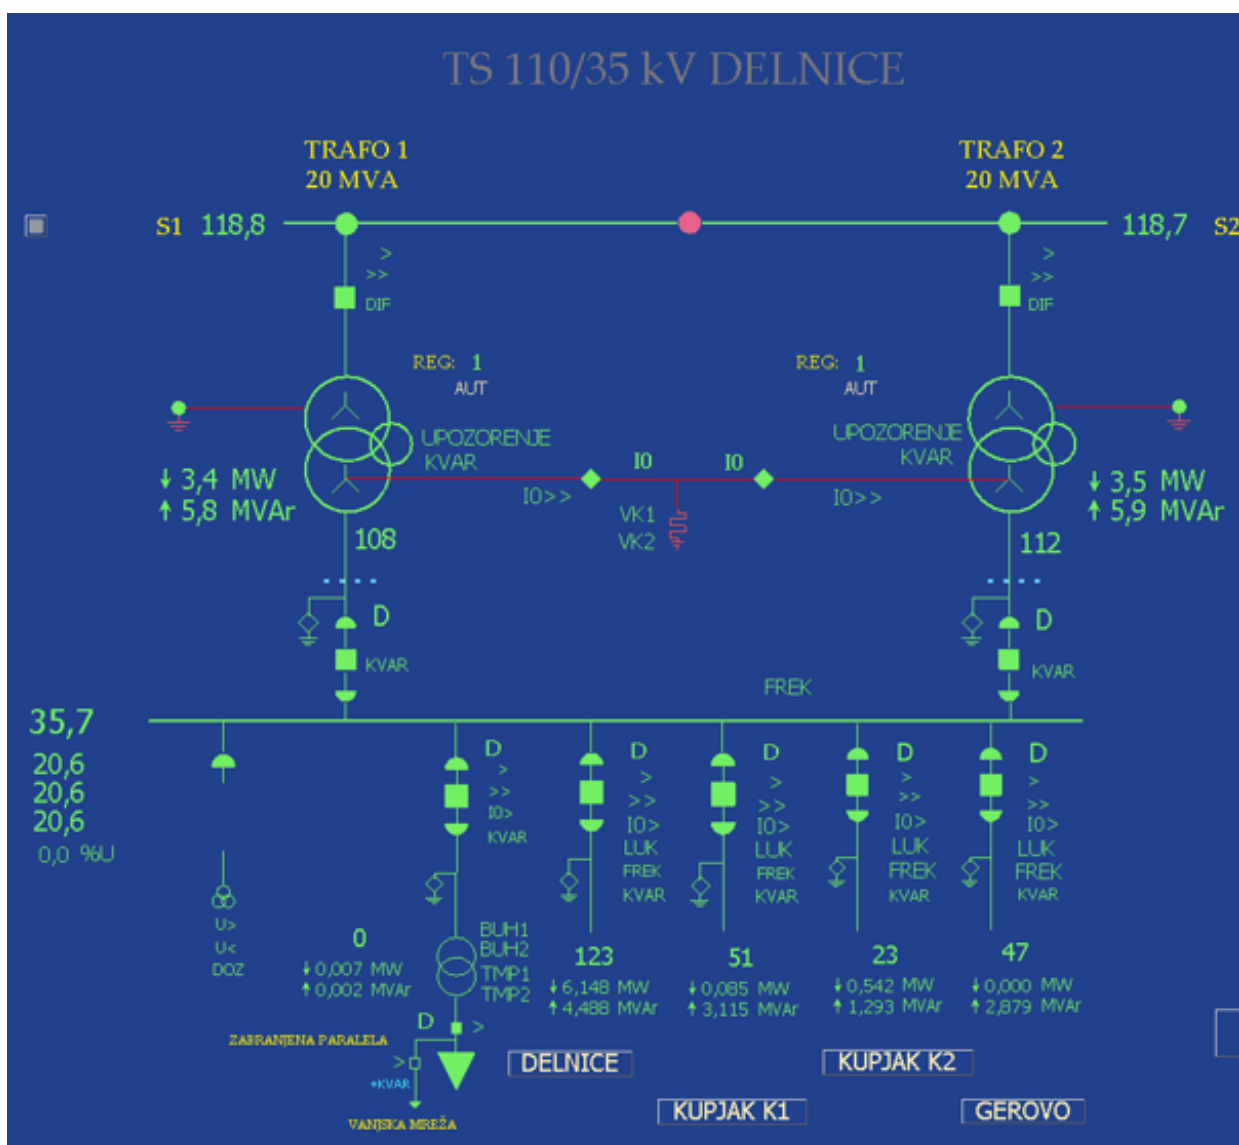 TS 110/35 kV DELNICE
TRAFO 1
20 MVA
TRAFO 2
20 MVA
S1 118,8
118,7 S2
>
>>
DIF
>
>>
DIF
REG: 1
AUT
REG: 1
AUT
UPOZORENJE
KVAR
UPOZORENJE
KVAR
I0
I0
I0>>
I0>>
VK1
VK2
↓ 3,4 MW
↑ 5,8 MVAr
↓ 3,5 MW
↑ 5,9 MVAr
108
112
D
KVAR
D
KVAR
FREK
35,7
20,6
20,6
20,6
0,0 %U
U>
U<
DOZ
D
>
>>
I0>
KVAR
D
>
>>
I0>
LUK
FREK
KVAR
D
>
>>
I0>
LUK
FREK
KVAR
D
>
>>
I0>
LUK
FREK
KVAR
D
>
>>
I0>
LUK
FREK
KVAR
BUH1
BUH2
TMP1
TMP2
0
↓ 0,007 MW
↑ 0,002 MVAr
123
↓ 6,148 MW
↑ 4,488 MVAr
51
↓ 0,085 MW
↑ 3,115 MVAr
23
↓ 0,542 MW
↑ 1,293 MVAr
47
↓ 0,000 MW
↑ 2,879 MVAr
D
>
ZABRANJENA PARALELA
>
+KVAR
VANJSKA MREŽA
DELNICE
KUPJAK K2
KUPJAK K1
GEROVO